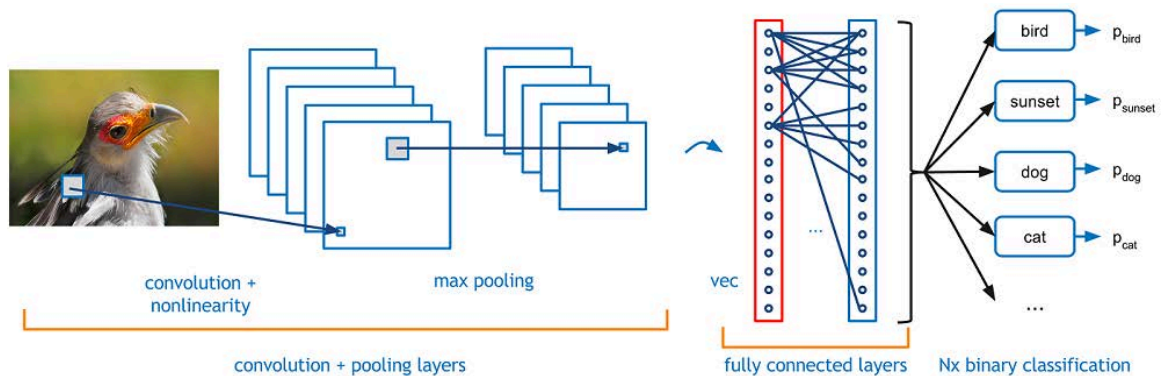 bird
p_bird
sunset
p_sunset
dog
p_dog
...
cat
p_cat
convolution +
nonlinearity
max pooling
vec
...
convolution + pooling layers
fully connected layers
Nx binary classification